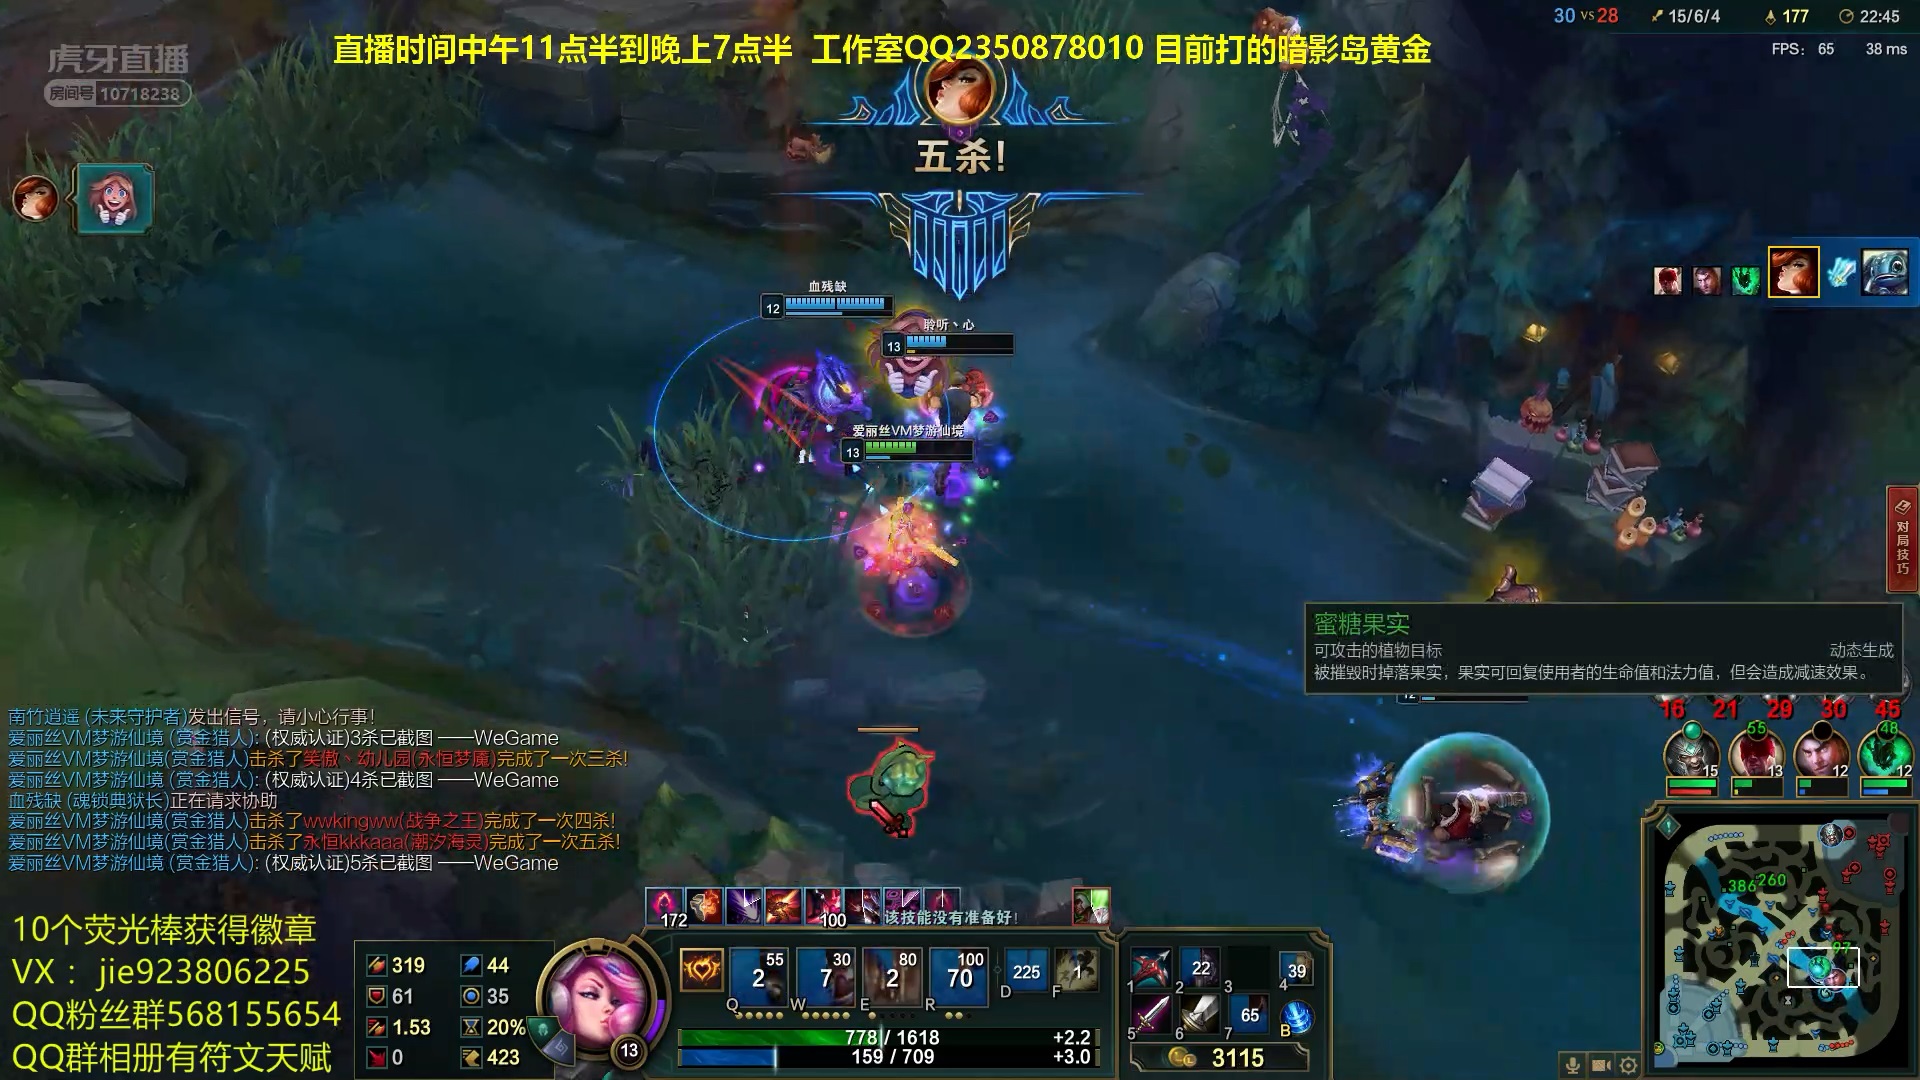 30 vs 28 15/6/4 177 22:45
FPS: 65 38 ms
虎牙直播
房间号 10718238
直播时间中午11点半到晚上7点半 工作室QQ2350878010 目前打的暗影岛黄金
五杀!
血残缺
12
聆听丶心
13
爱丽丝VM梦游仙境
13
对局技巧
蜜糖果实
可攻击的植物目标 动态生成
被摧毁时掉落果实，果实可回复使用者的生命值和法力值，但会造成减速效果。
12
16 21 29 30 45
55 48
15 13 12 12
南竹逍遥 (未来守护者)发出信号，请小心行事!
爱丽丝VM梦游仙境 (赏金猎人): (权威认证)3杀已截图 ——WeGame
爱丽丝VM梦游仙境(赏金猎人)击杀了笑傲丶幼儿园(永恒梦魇)完成了一次三杀!
爱丽丝VM梦游仙境 (赏金猎人): (权威认证)4杀已截图 ——WeGame
血残缺 (魂锁典狱长)正在请求协助
爱丽丝VM梦游仙境(赏金猎人)击杀了wwkingww(战争之王)完成了一次四杀!
爱丽丝VM梦游仙境(赏金猎人)击杀了永恒kkkaaa(潮汐海灵)完成了一次五杀!
爱丽丝VM梦游仙境 (赏金猎人): (权威认证)5杀已截图 ——WeGame
386 260
97
172 100 该技能没有准备好!
10个荧光棒获得徽章
VX： jie923806225
QQ粉丝群568155654
QQ群相册有符文天赋
319 44
61 35
1.53 20%
0 423
13
55 30 80 100
2 7 2 70 225 1
Q W E R D F
778 / 1618 +2.2
159 / 709 +3.0
1 2 22 3 4 39
5 6 7 65 B
3115